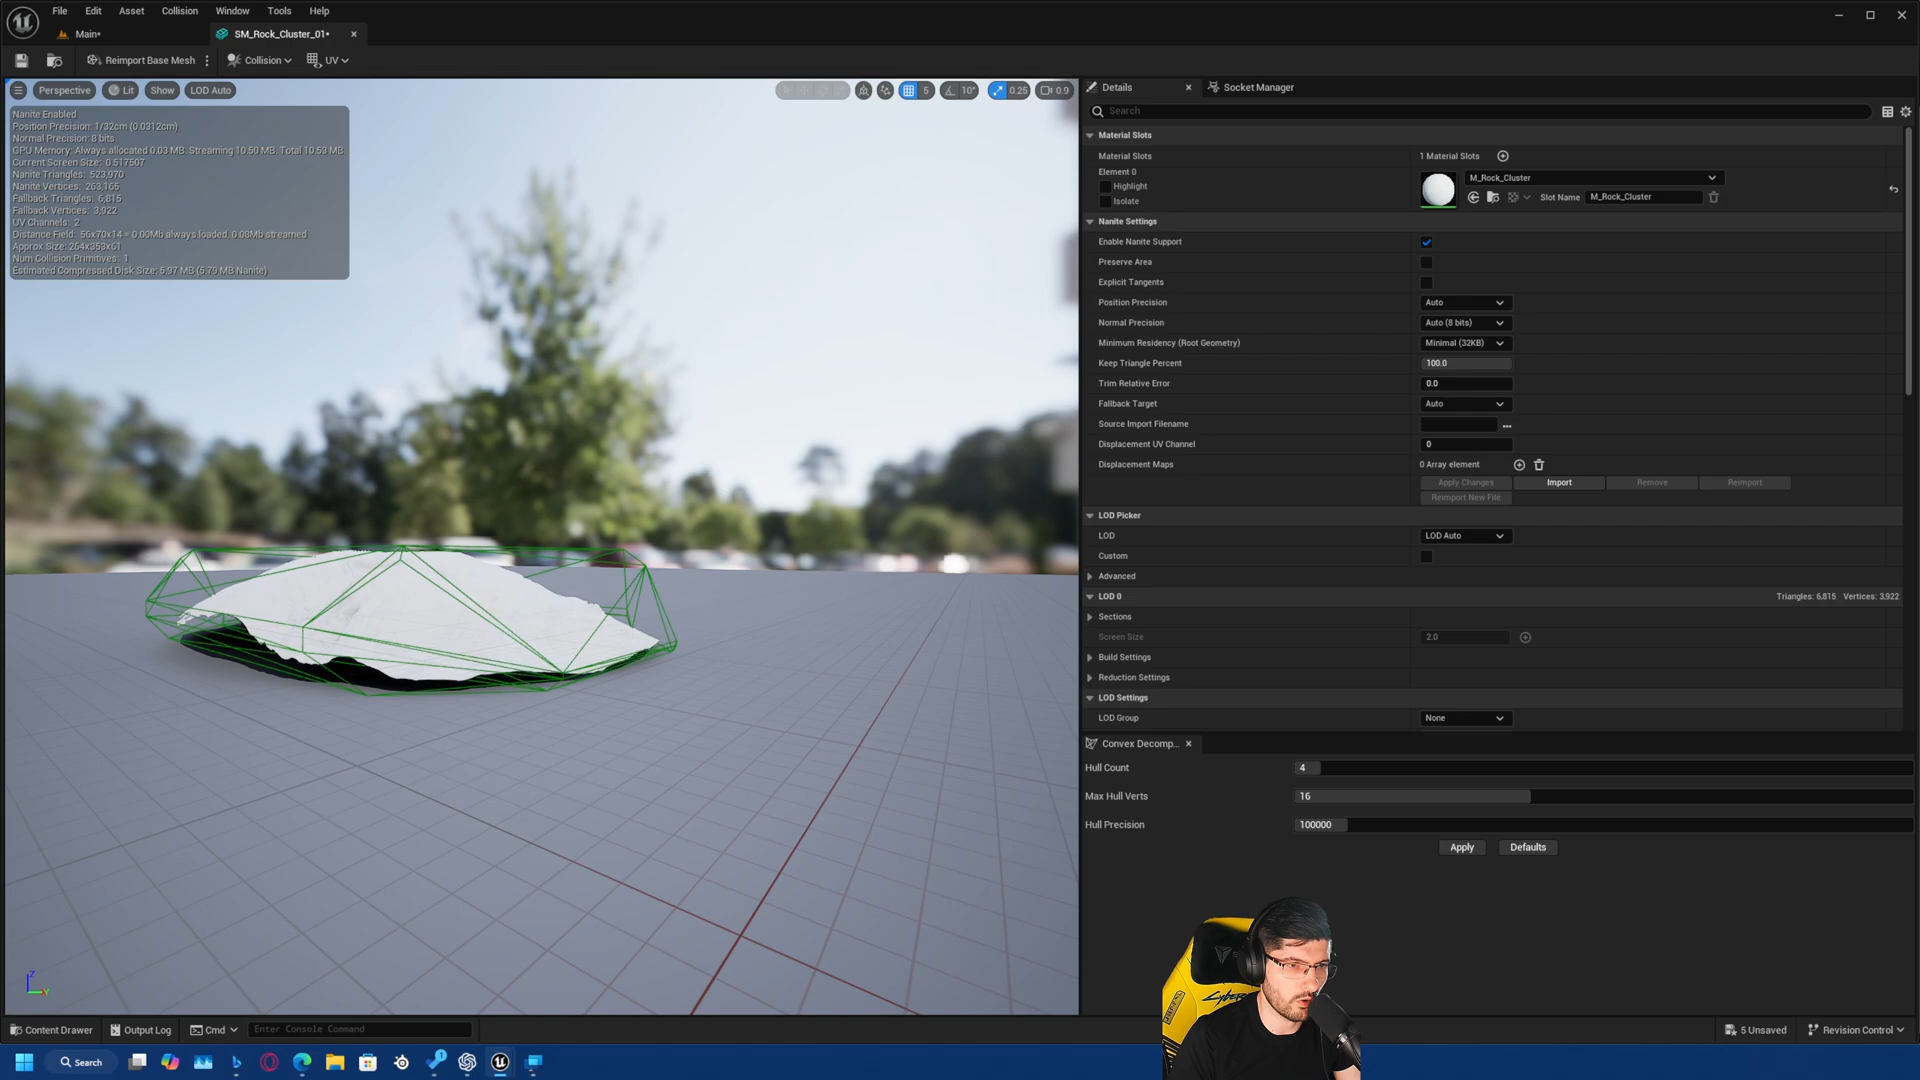 File Edit Asset Collision Window Tools Help
Main*
SM_Rock_Cluster_01*
Reimport Base Mesh
Collision
UV
Perspective
Lit
Show
LOD Auto
5
10°
0.25
0.9
Nanite Enabled
Position Precision: 1/32cm (0.0312cm)
Normal Precision: 8 bits
GPU Memory: Always allocated 0.03 MB. Streaming 10.50 MB. Total 10.53 MB.
Current Screen Size: 0.517507
Nanite Triangles: 523,970
Nanite Vertices: 263,165
Fallback Triangles: 6,815
Fallback Vertices: 3,922
UV Channels: 2
Distance Field: 56x70x14 = 0.00Mb always loaded, 0.08Mb streamed
Approx Size: 264x353x61
Num Collision Primitives: 1
Estimated Compressed Disk Size: 5.97 MB (5.79 MB Nanite)
Z
Y
Details
Socket Manager
Search
Material Slots
Material Slots
1 Material Slots
Element 0
Highlight
Isolate
M_Rock_Cluster
Slot Name
M_Rock_Cluster
Nanite Settings
Enable Nanite Support
Preserve Area
Explicit Tangents
Position Precision
Auto
Normal Precision
Auto (8 bits)
Minimum Residency (Root Geometry)
Minimal (32KB)
Keep Triangle Percent
100.0
Trim Relative Error
0.0
Fallback Target
Auto
Source Import Filename
Displacement UV Channel
0
Displacement Maps
0 Array element
Apply Changes
Import
Remove
Reimport
Reimport New File
LOD Picker
LOD
LOD Auto
Custom
Advanced
LOD 0
Triangles: 6,815 Vertices: 3,922
Sections
Screen Size
2.0
Build Settings
Reduction Settings
LOD Settings
LOD Group
None
Convex Decomp...
Hull Count
4
Max Hull Verts
16
Hull Precision
100000
Apply
Defaults
Content Drawer
Output Log
Cmd
Enter Console Command
5 Unsaved
Revision Control
Search